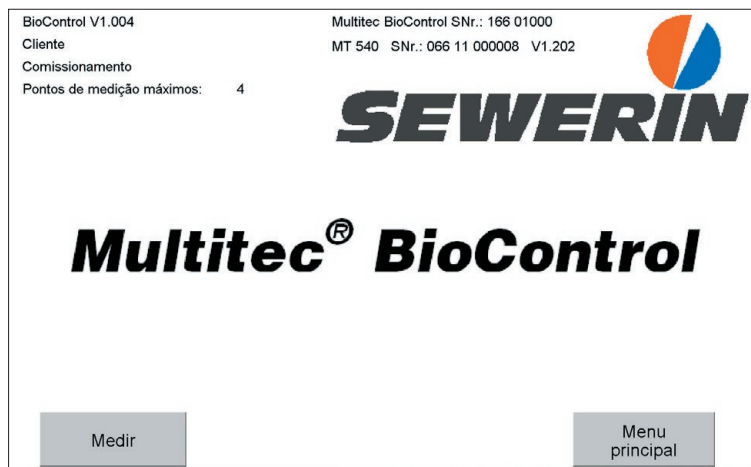 BioControl V1.004
Multitec BioControl SNr.: 166 01000
Cliente
MT 540 SNr.: 066 11 000008 V1.202
Comissionamento
Pontos de medição máximos: 4
SEWERIN
Multitec® BioControl
Medir
Menu
principal